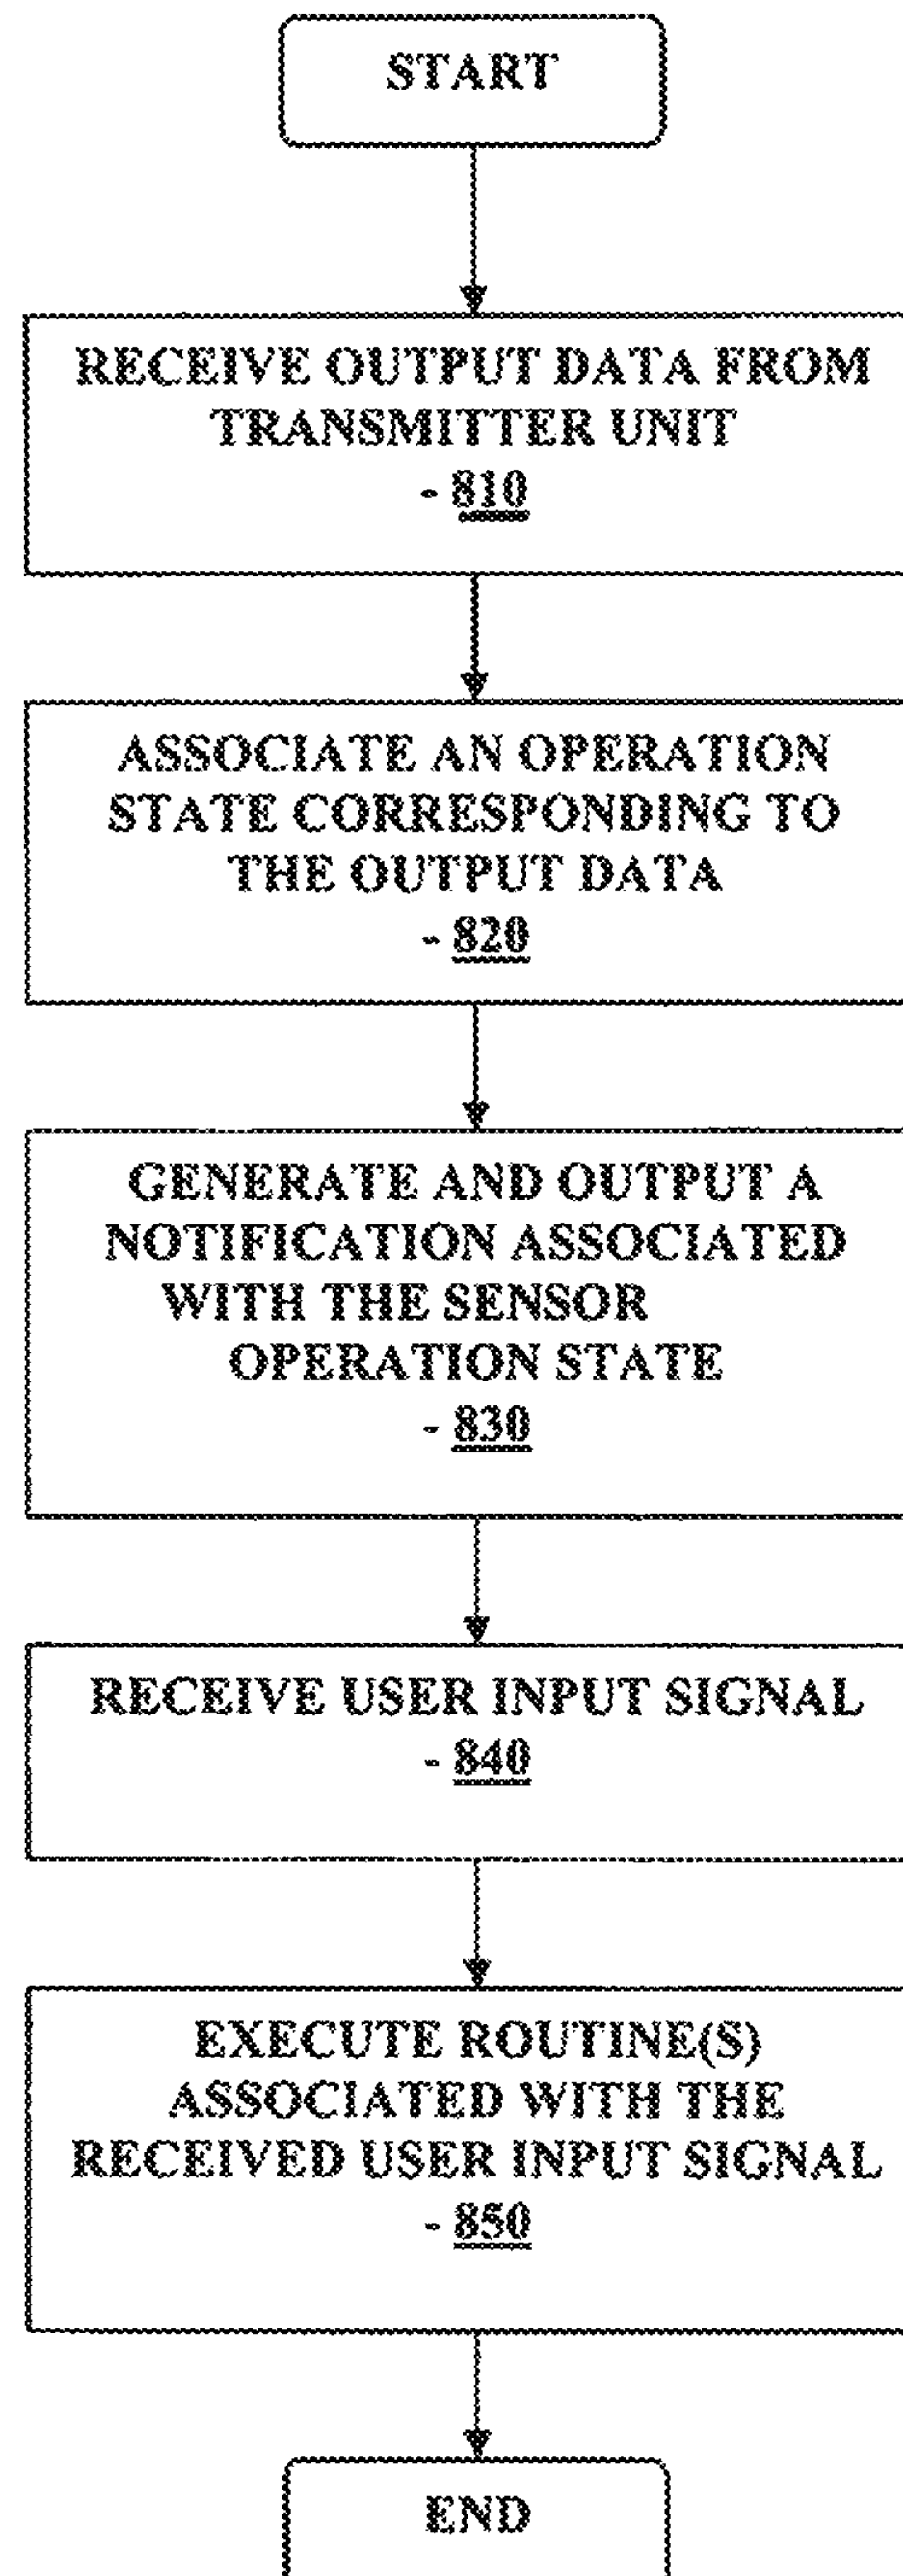 START
RECEIVE OUTPUT DATA FROM
TRANSMITTER UNIT
- 810
ASSOCIATE AN OPERATION
STATE CORRESPONDING TO
THE OUTPUT DATA
- 820
GENERATE AND OUTPUT A
NOTIFICATION ASSOCIATED
WITH THE SENSOR
OPERATION STATE
- 830
RECEIVE USER INPUT SIGNAL
- 840
EXECUTE ROUTINE(S)
ASSOCIATED WITH THE
RECEIVED USER INPUT SIGNAL
- 850
END